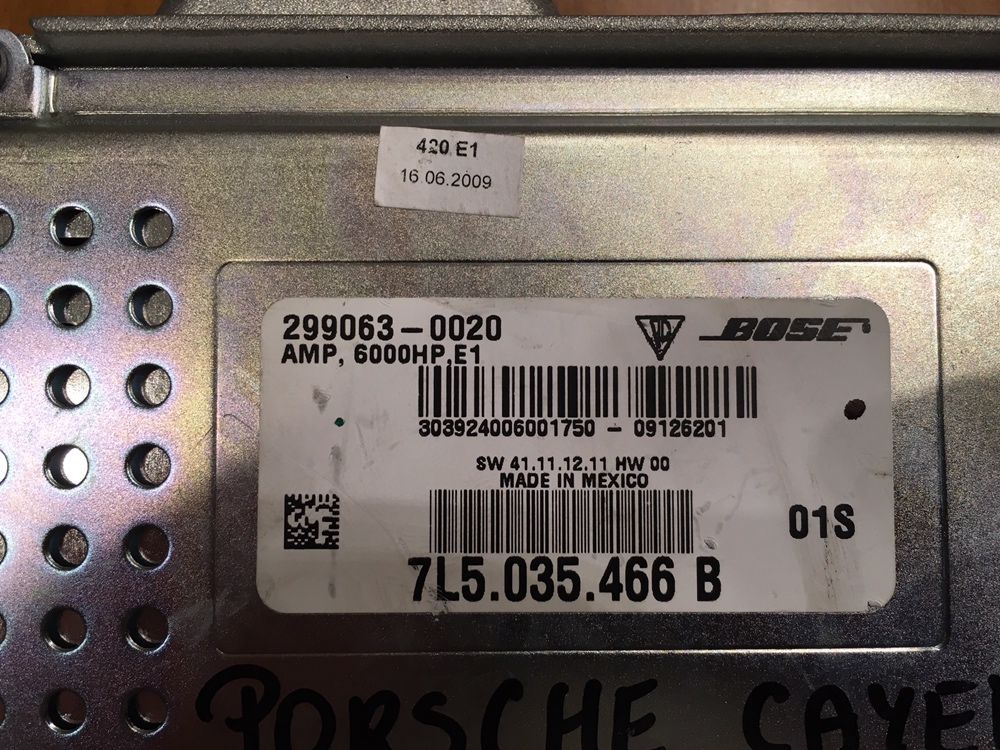 420 E1
16.06.2009
299063-0020
BOSE
AMP, 6000HP,E1
303924006001750 - 09126201
SW 41.11.12.11 HW 00
MADE IN MEXICO
01S
7L5.035.466 B
PORSCHE CAYE